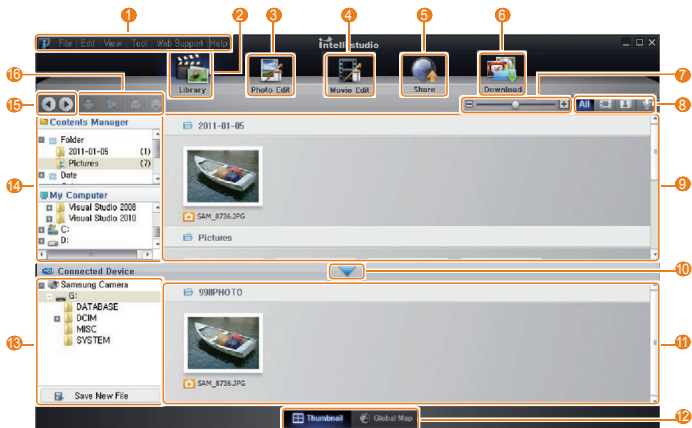 1
2
3
4
5
6
File Edit View Tool Web Support Help
Intellistudio
Library
Photo Edit
Movie Edit
Share
Download
7
16
15
All
8
Contents Manager
Folder
2011-01-05 (1)
Pictures (7)
Date
2011-01-05
SAM_8736.JPG
Pictures
9
14
My Computer
Visual Studio 2008
Visual Studio 2010
C:
D:
Connected Device
10
Samsung Camera
G:
DATABASE
DCIM
MISC
SYSTEM
998PHOTO
SAM_8736.JPG
13
11
Save New File
Thumbnail
Global Map
12